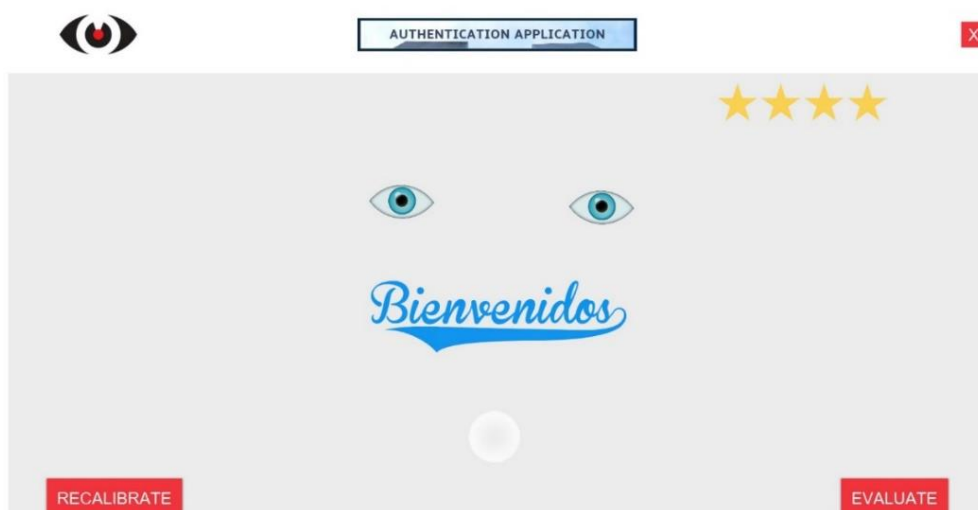 AUTHENTICATION APPLICATION
X
Bienvenidos
RECALIBRATE
EVALUATE